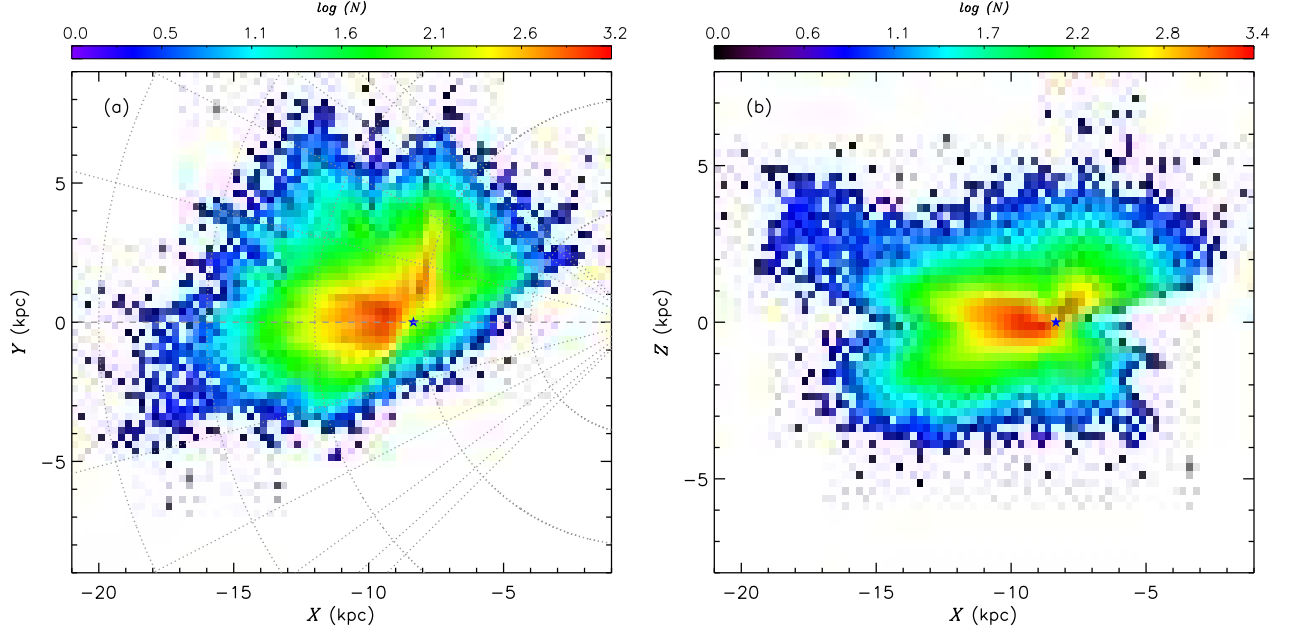 log (N)
0.0 0.5 1.1 1.6 2.1 2.6 3.2
(a)
5
0
−5
Y (kpc)
−20 −15 −10 −5
X (kpc)
log (N)
0.0 0.6 1.1 1.7 2.2 2.8 3.4
(b)
5
0
−5
Z (kpc)
−20 −15 −10 −5
X (kpc)